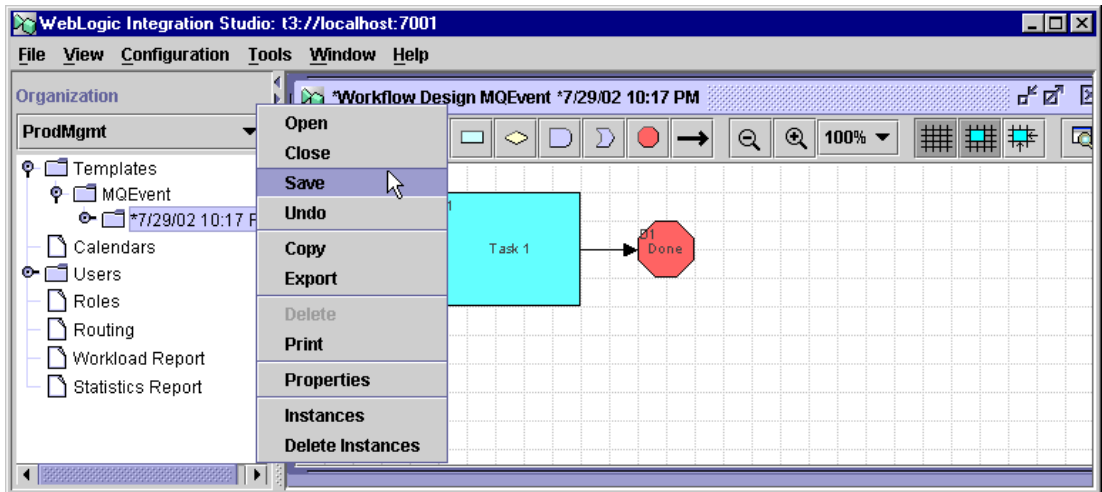 WebLogic Integration Studio: t3://localhost:7001
File View Configuration Tools Window Help
Organization
*Workflow Design MQEvent *7/29/02 10:17 PM
ProdMgmt
100%
Templates
MQEvent
*7/29/02 10:17 P
Calendars
Users
Roles
Routing
Workload Report
Statistics Report
Open
Close
Save
Undo
Copy
Export
Delete
Print
Properties
Instances
Delete Instances
1
Task 1
D1
Done